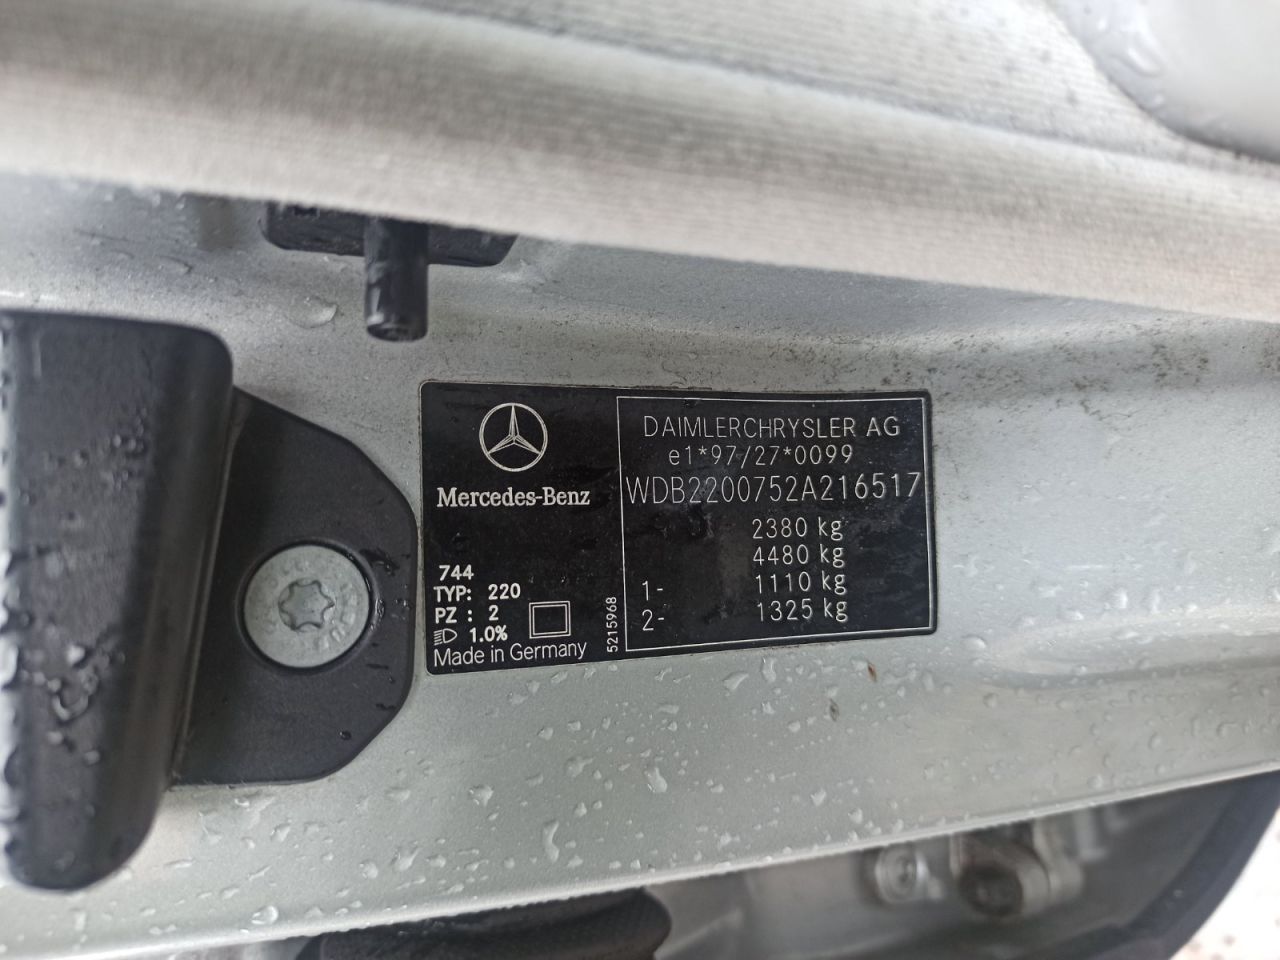 Mercedes-Benz
744
TYP: 220
PZ : 2
1.0%
Made in Germany
5215968
DAIMLERCHRYSLER AG
e1*97/27*0099
WDB2200752A216517
2380 kg
4480 kg
1- 1110 kg
2- 1325 kg